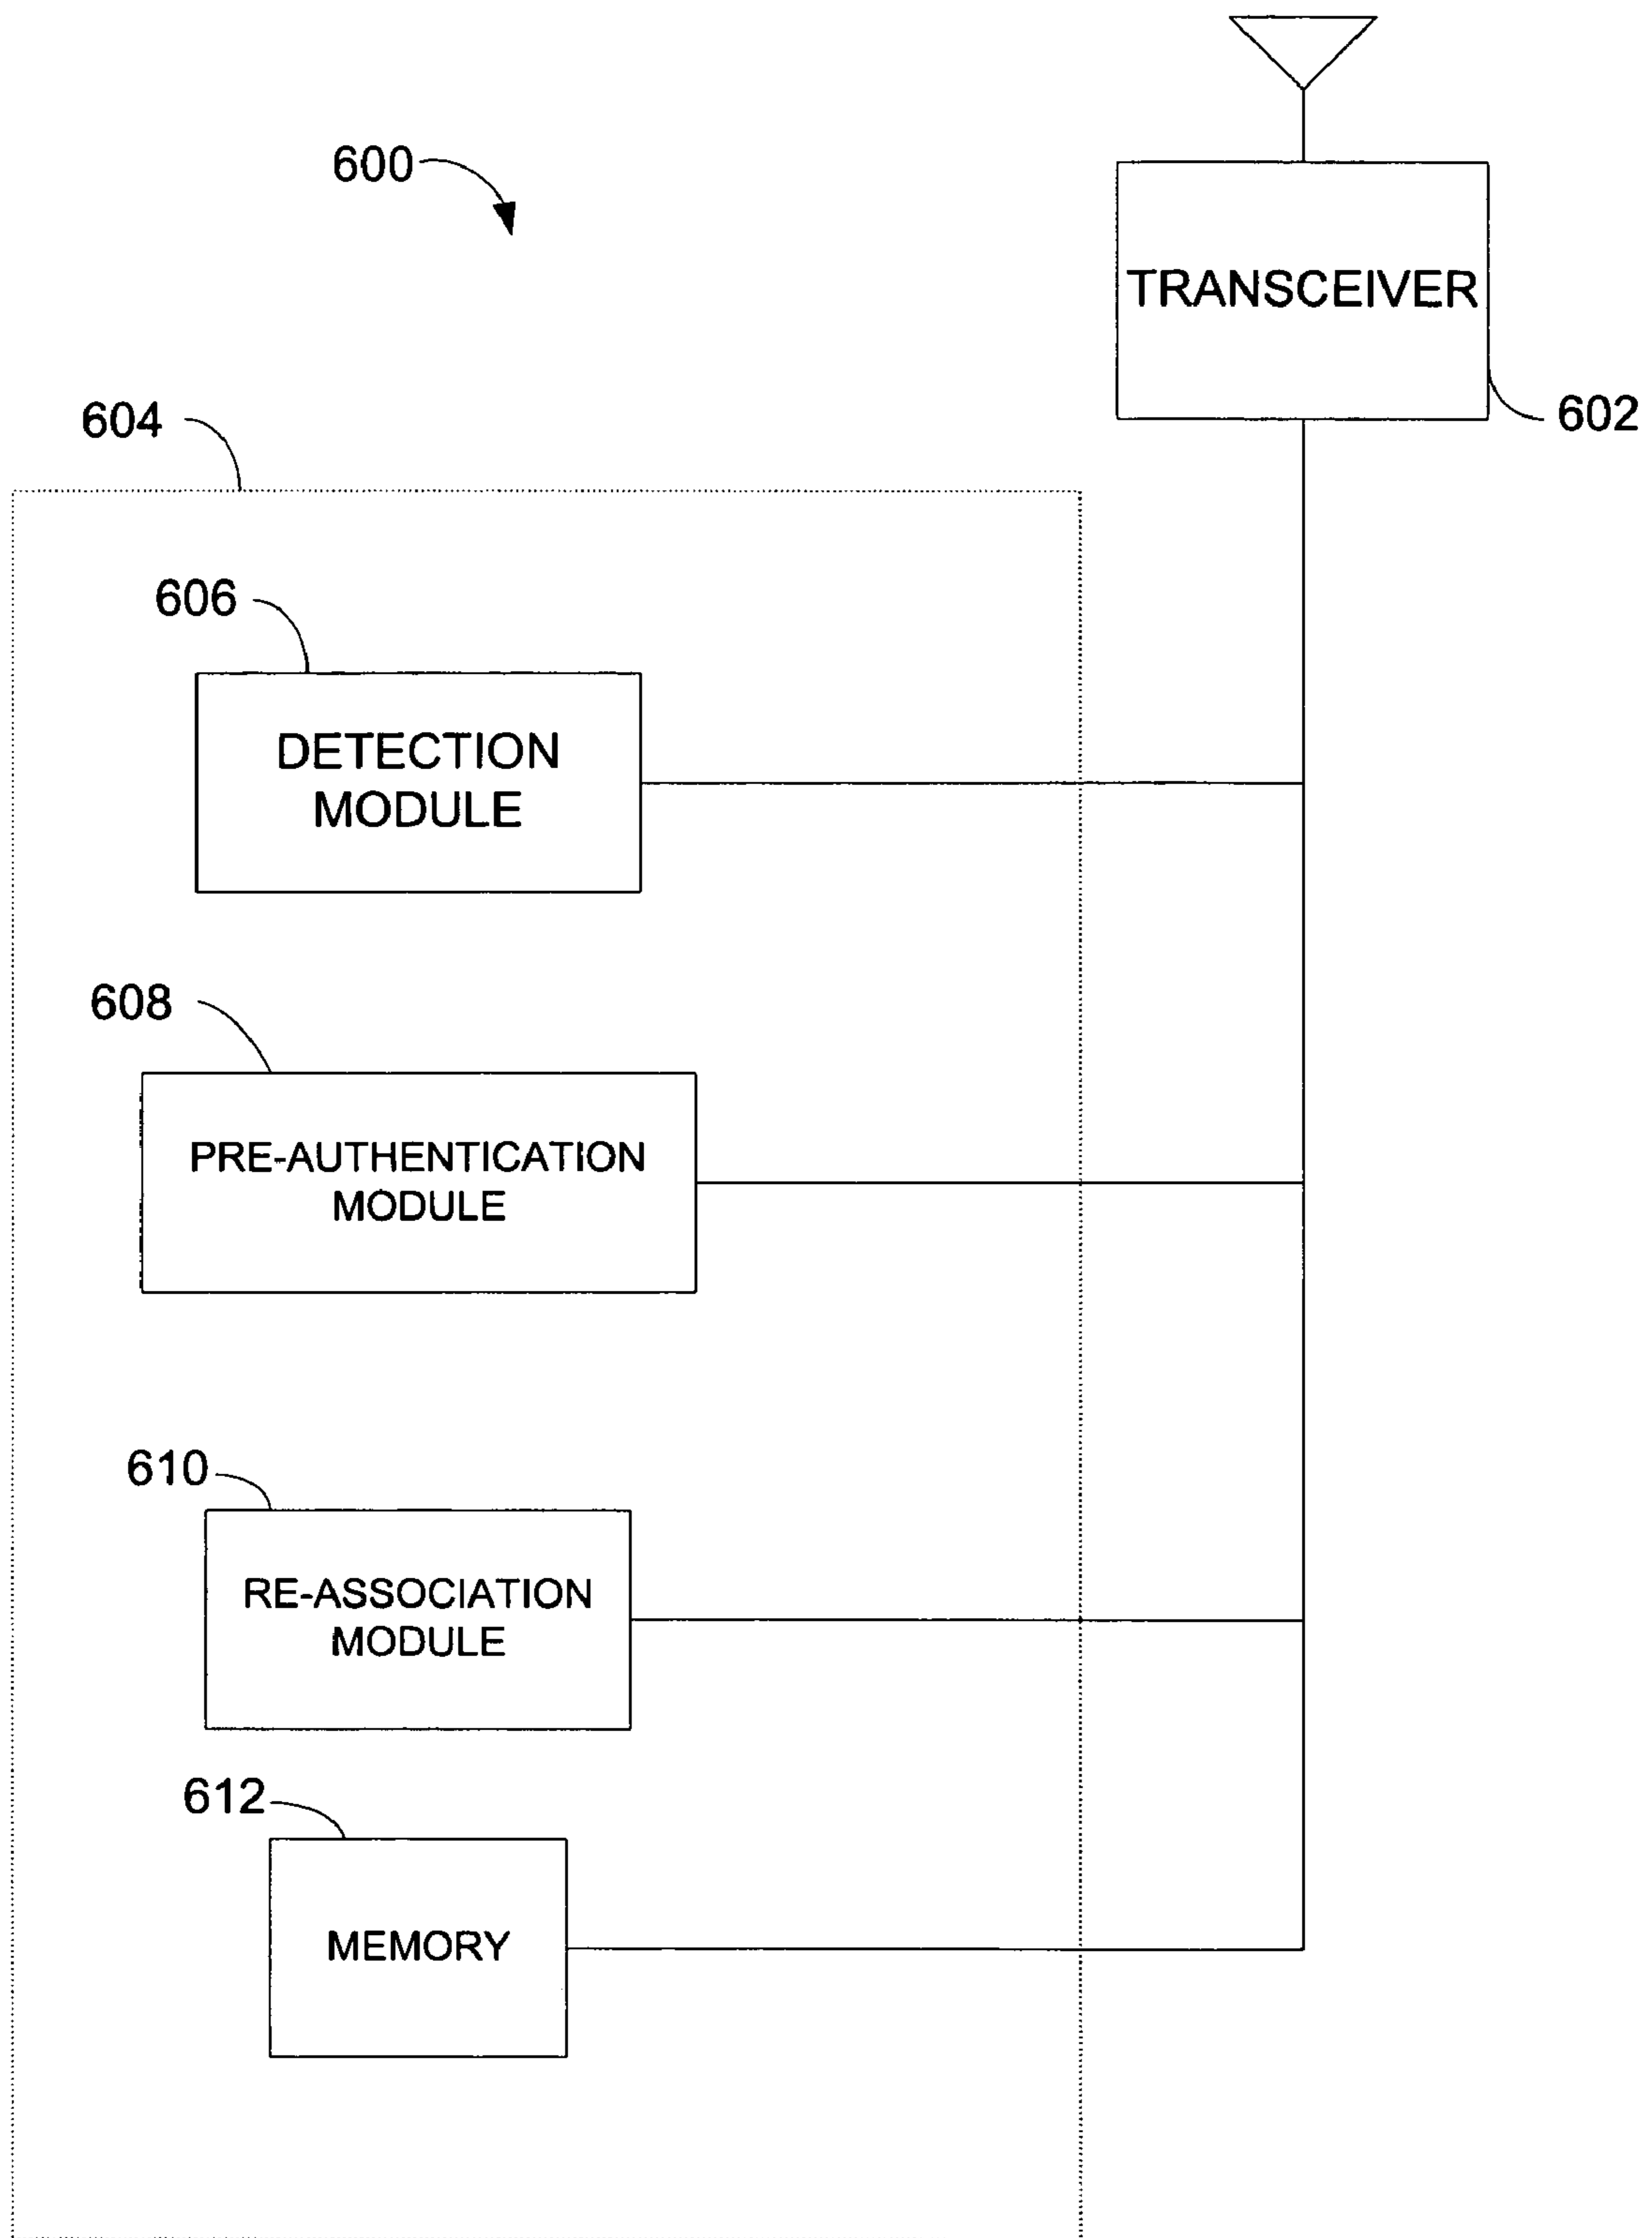 600
TRANSCEIVER
602
604
606
DETECTION
MODULE
608
PRE-AUTHENTICATION
MODULE
610
RE-ASSOCIATION
MODULE
612
MEMORY